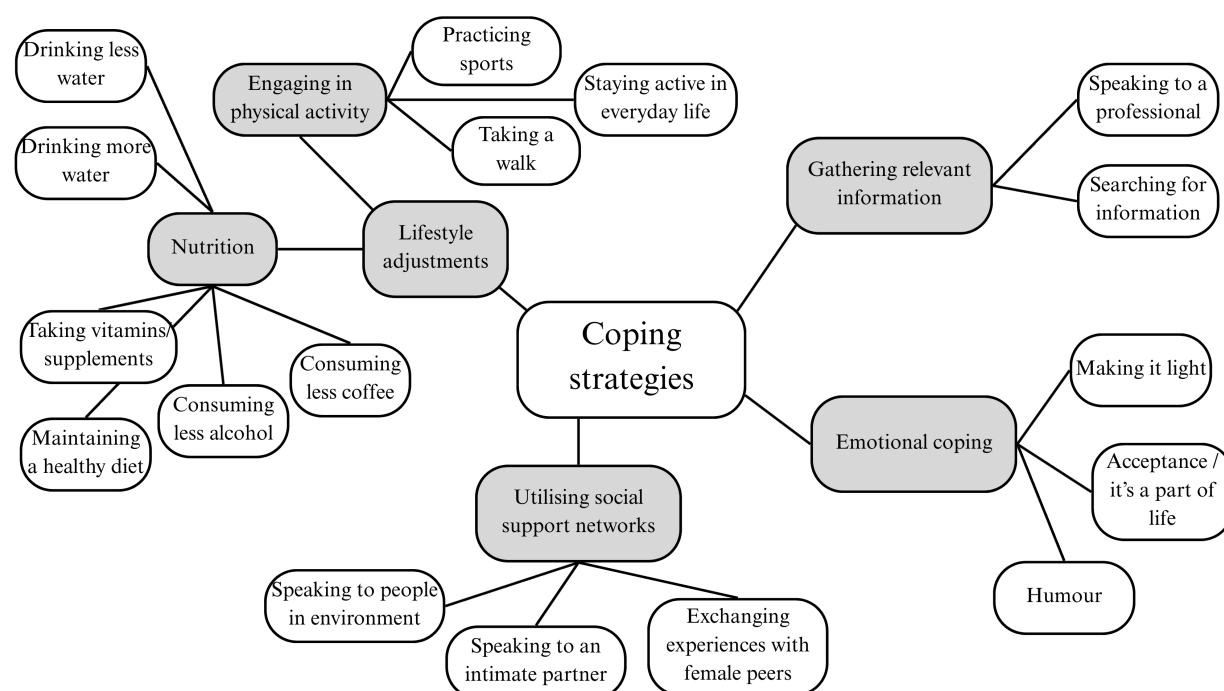 Drinking less
water
Drinking more
water
Engaging in
physical activity
Practicing
sports
Staying active in
everyday life
Taking a
walk
Nutrition
Lifestyle
adjustments
Taking vitamins/
supplements
Maintaining
a healthy diet
Consuming
less alcohol
Consuming
less coffee
Coping
strategies
Gathering relevant
information
Speaking to a
professional
Searching for
information
Emotional coping
Making it light
Acceptance /
it's a part of
life
Humour
Utilising social
support networks
Speaking to people
in environment
Speaking to an
intimate partner
Exchanging
experiences with
female peers